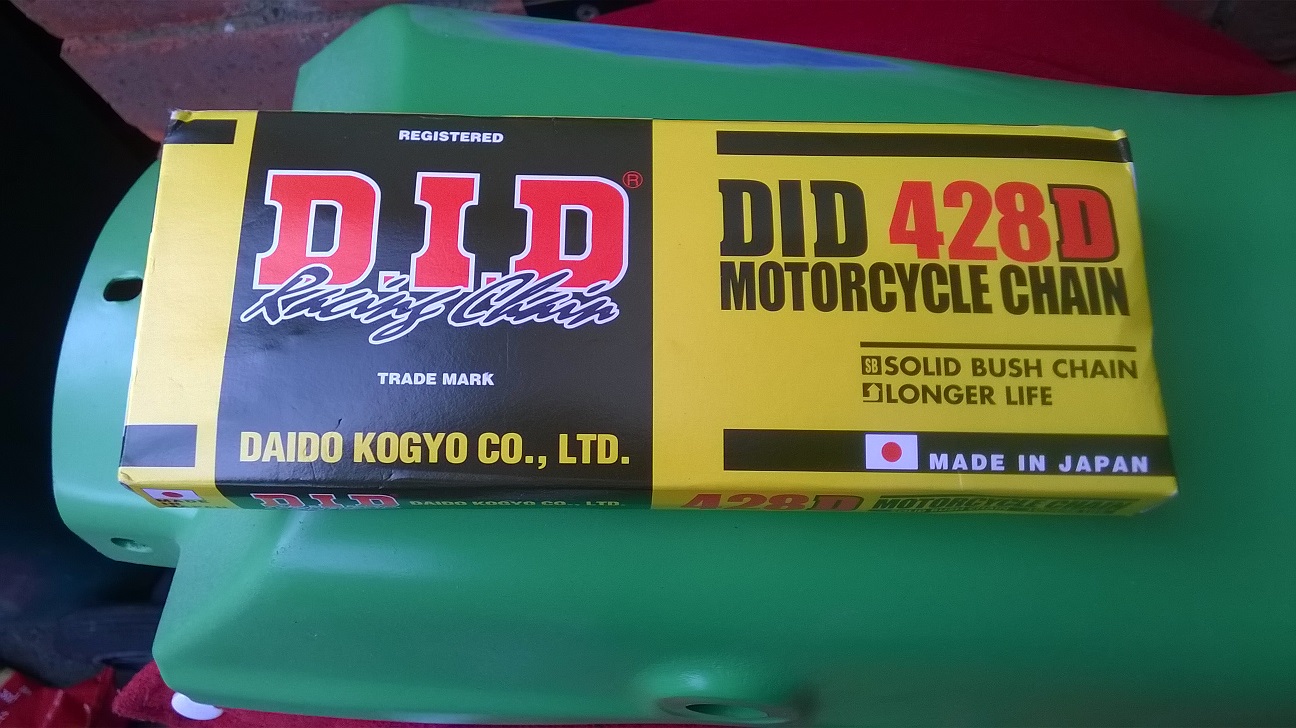 REGISTERED
D.I.D®
Racing Chain
TRADE MARK
DAIDO KOGYO CO., LTD.
DID 428D
MOTORCYCLE CHAIN
SB SOLID BUSH CHAIN
LONGER LIFE
MADE IN JAPAN
D.I.D DAIDO KOGYO CO., LTD.
428D MOTORCYCLE CHAIN